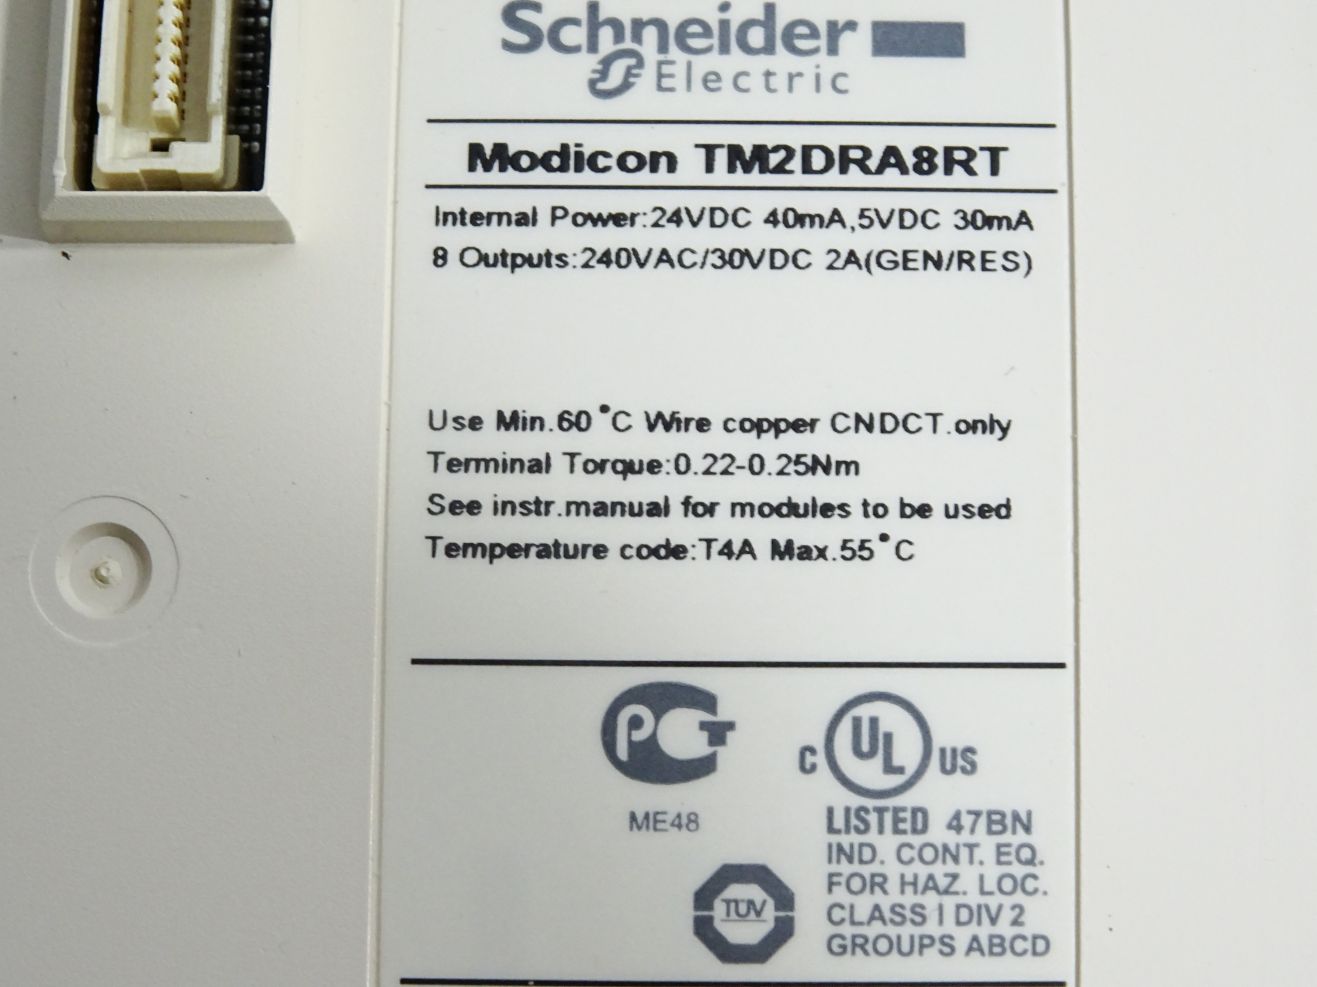 Schneider
Electric
Modicon TM2DRA8RT
Internal Power:24VDC 40mA,5VDC 30mA
8 Outputs:240VAC/30VDC 2A(GEN/RES)
Use Min.60°C Wire copper CNDCT.only
Terminal Torque:0.22-0.25Nm
See instr.manual for modules to be used
Temperature code:T4A Max.55°C
PCT
ME48
C UL US
LISTED 47BN
IND. CONT. EQ.
FOR HAZ. LOC.
CLASS I DIV 2
GROUPS ABCD
TUV